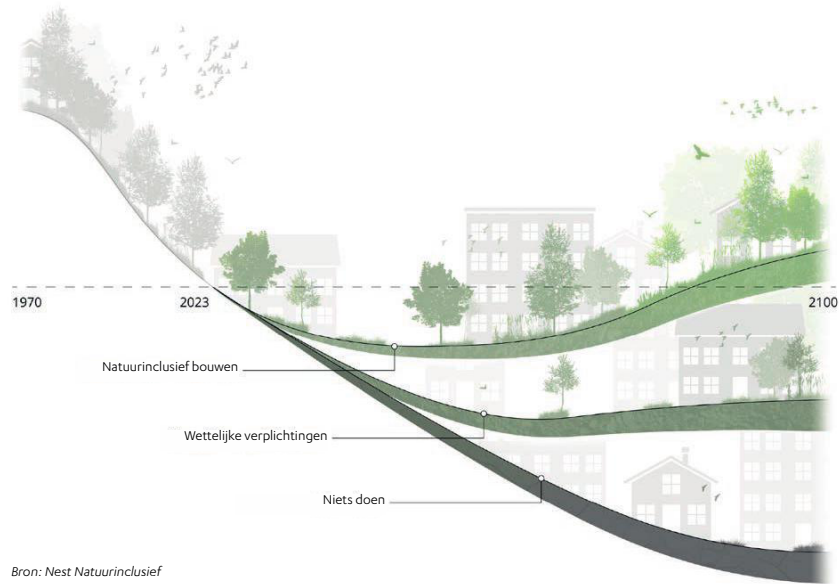 1970
2023
2100
Natuurinclusief bouwen
Wettelijke verplichtingen
Niets doen
Bron: Nest Natuurinclusief